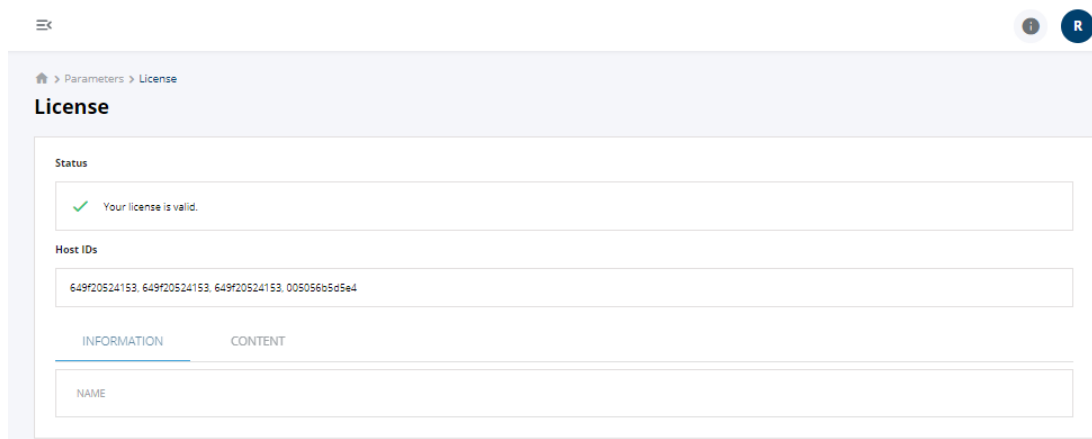 R
Parameters > License
License
Status
Your license is valid.
Host IDs
649f20524153, 649f20524153, 649f20524153, 005056b5d5e4
INFORMATION CONTENT
NAME